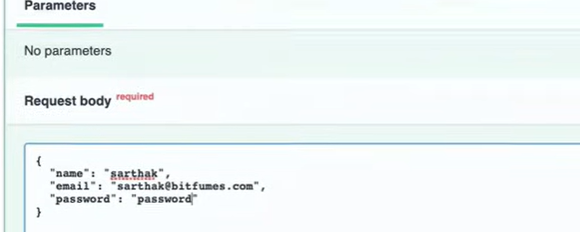 Parameters
No parameters
Request body required
{
"name": "sarthak",
"email": "sarthak@bitfumes.com",
"password": "password"
}